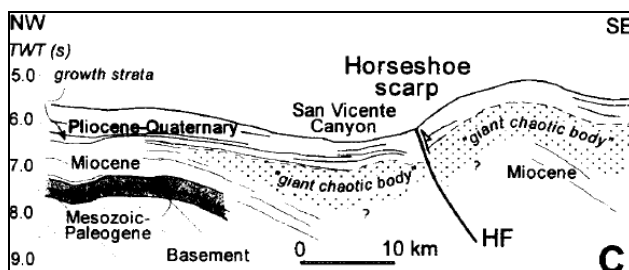 NW
SE
TWT (s)
5.0
growth strata
Horseshoe
scarp
San Vicente
Canyon
6.0
Pliocene-Quaternary
"giant chaotic body"
7.0
Miocene
"giant chaotic body"
?
Miocene
8.0
Mesozoic-
Paleogene
?
Basement
0
10 km
HF
9.0
C